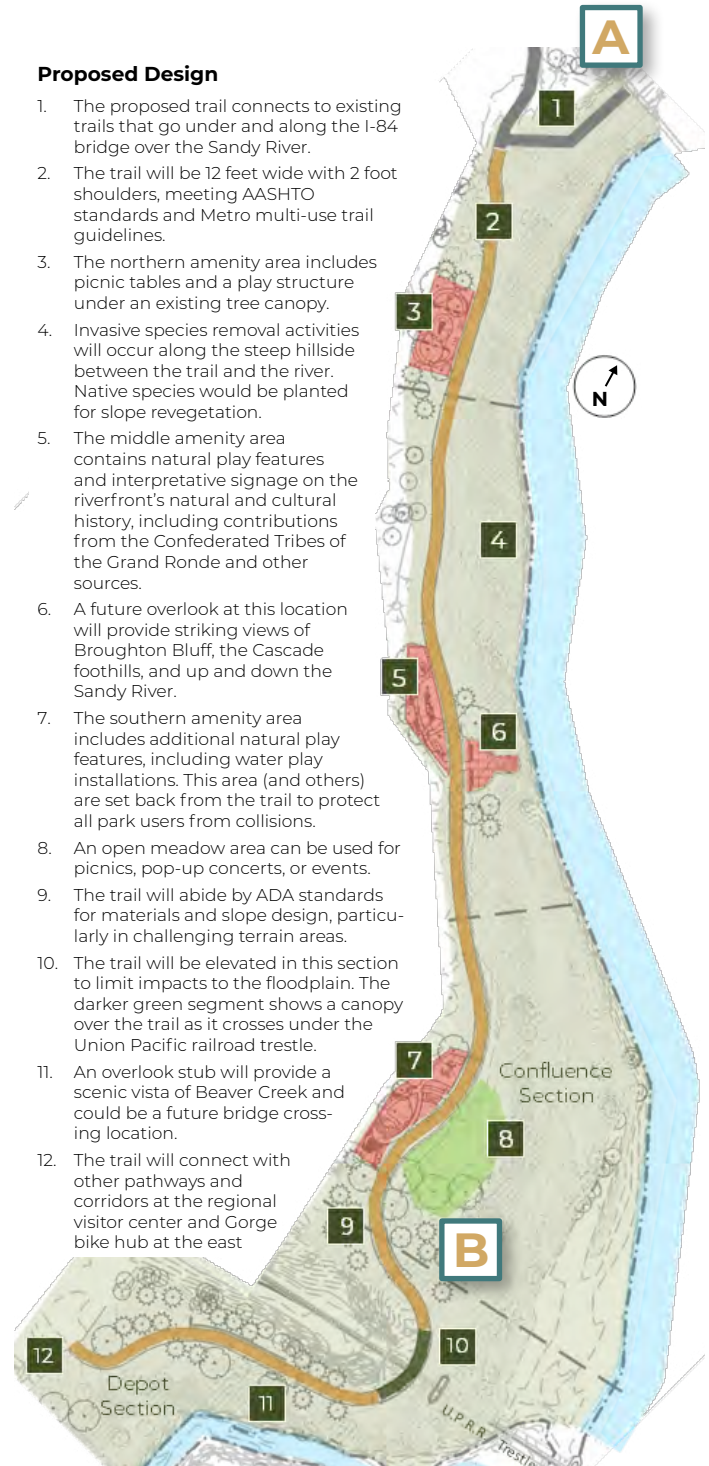 Proposed Design
1. The proposed trail connects to existing
trails that go under and along the I-84
bridge over the Sandy River.
2. The trail will be 12 feet wide with 2 foot
shoulders, meeting AASHTO
standards and Metro multi-use trail
guidelines.
3. The northern amenity area includes
picnic tables and a play structure
under an existing tree canopy.
4. Invasive species removal activities
will occur along the steep hillside
between the trail and the river.
Native species would be planted
for slope revegetation.
5. The middle amenity area
contains natural play features
and interpretative signage on the
riverfront's natural and cultural
history, including contributions
from the Confederated Tribes of
the Grand Ronde and other
sources.
6. A future overlook at this location
will provide striking views of
Broughton Bluff, the Cascade
foothills, and up and down the
Sandy River.
7. The southern amenity area
includes additional natural play
features, including water play
installations. This area (and others)
are set back from the trail to protect
all park users from collisions.
8. An open meadow area can be used for
picnics, pop-up concerts, or events.
9. The trail will abide by ADA standards
for materials and slope design, particu-
larly in challenging terrain areas.
10. The trail will be elevated in this section
to limit impacts to the floodplain. The
darker green segment shows a canopy
over the trail as it crosses under the
Union Pacific railroad trestle.
11. An overlook stub will provide a
scenic vista of Beaver Creek and
could be a future bridge cross-
ing location.
12. The trail will connect with
other pathways and
corridors at the regional
visitor center and Gorge
bike hub at the east
A
1
2
3
N
4
5
6
7
Confluence
Section
8
9
B
10
12
Depot
Section
11
U.P.R.R. Trestle